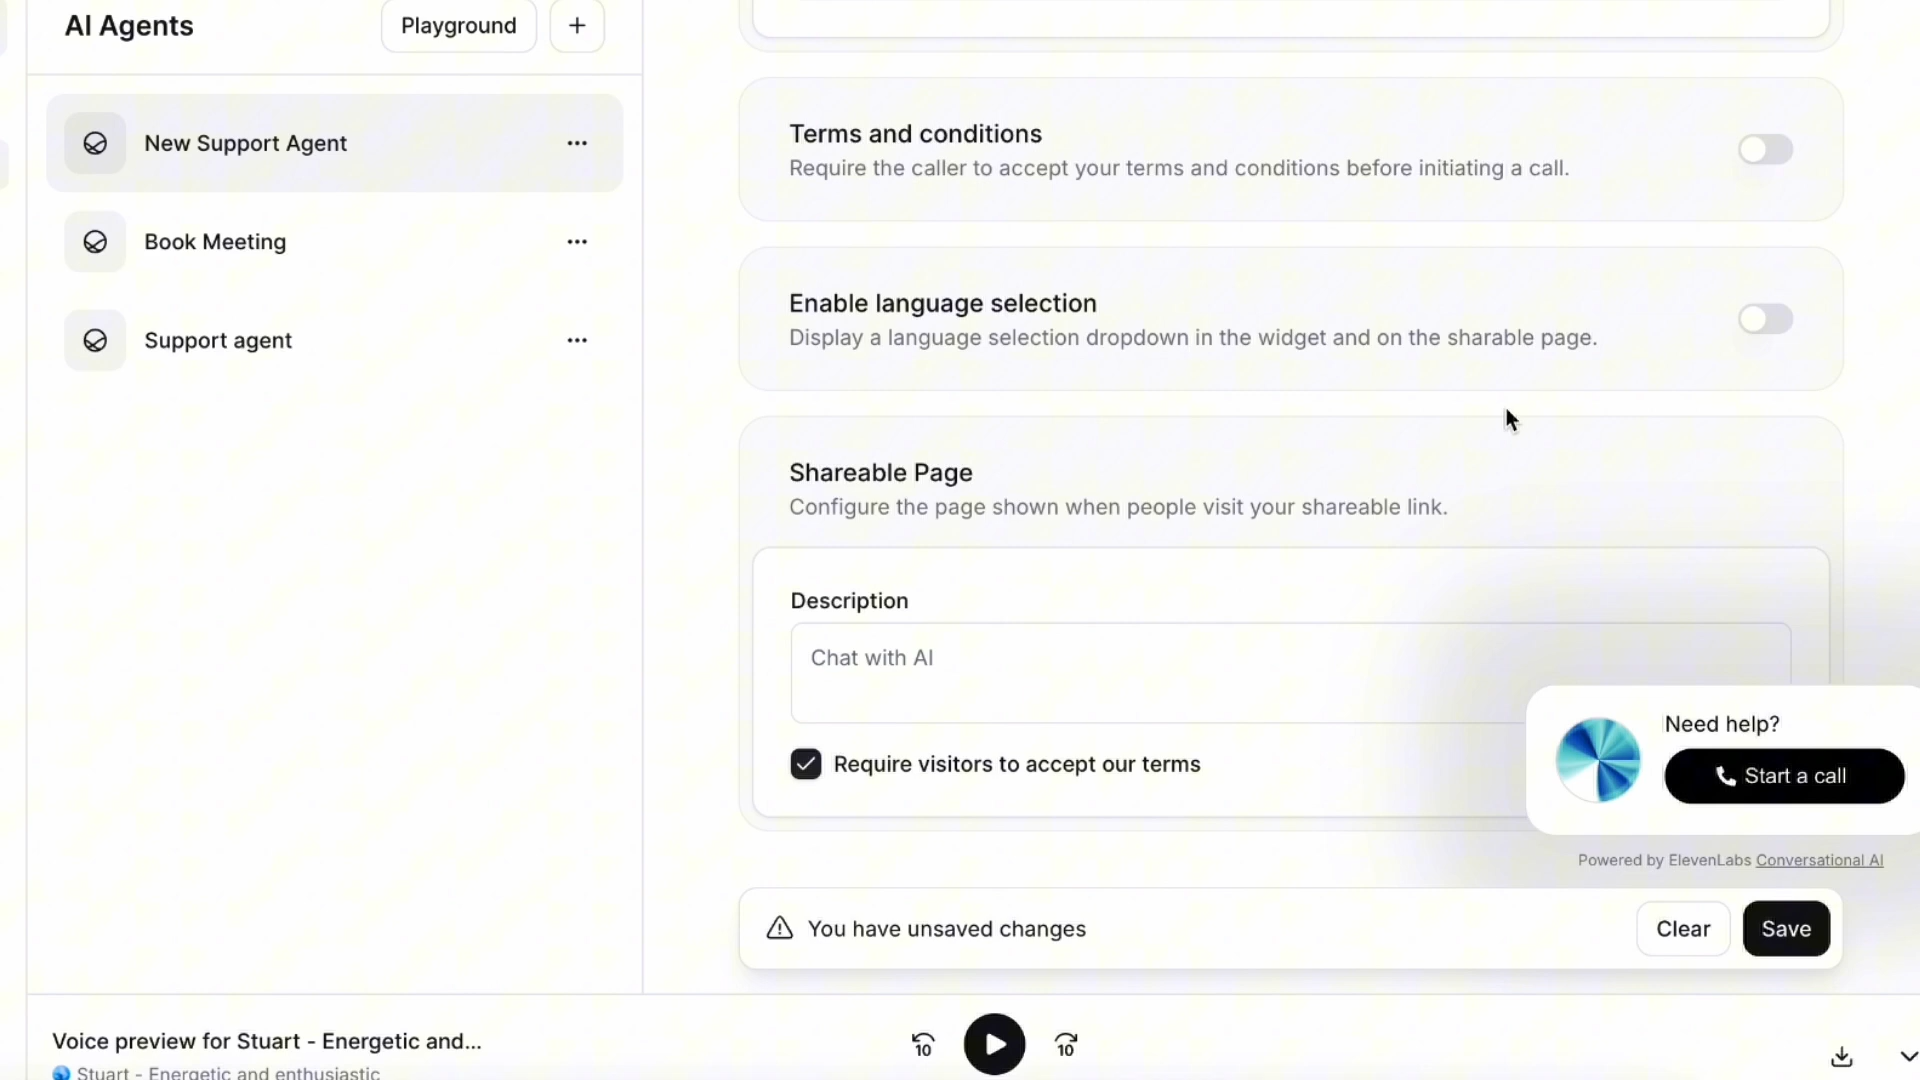 AI Agents
Playground
+
New Support Agent
Book Meeting
Support agent
Terms and conditions
Require the caller to accept your terms and conditions before initiating a call.
Enable language selection
Display a language selection dropdown in the widget and on the sharable page.
Shareable Page
Configure the page shown when people visit your shareable link.
Description
Chat with AI
Require visitors to accept our terms
Need help?
Start a call
Powered by ElevenLabs Conversational AI
You have unsaved changes
Clear
Save
Voice preview for Stuart - Energetic and...
Stuart - Energetic and enthusiastic
10
10